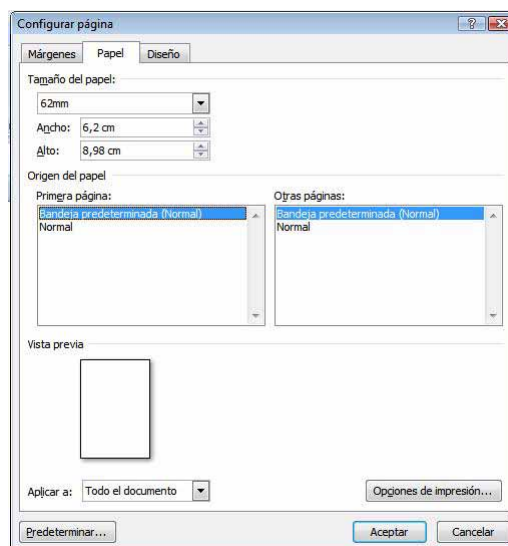 Configurar página
Márgenes Papel Diseño
Tamaño del papel:
62mm
Ancho: 6,2 cm
Alto: 8,98 cm
Origen del papel
Primera página: Otras páginas:
Bandeja predeterminada (Normal) Bandeja predeterminada (Normal)
Normal Normal
Vista previa
Aplicar a: Todo el documento Opciones de impresión...
Predeterminar... Aceptar Cancelar